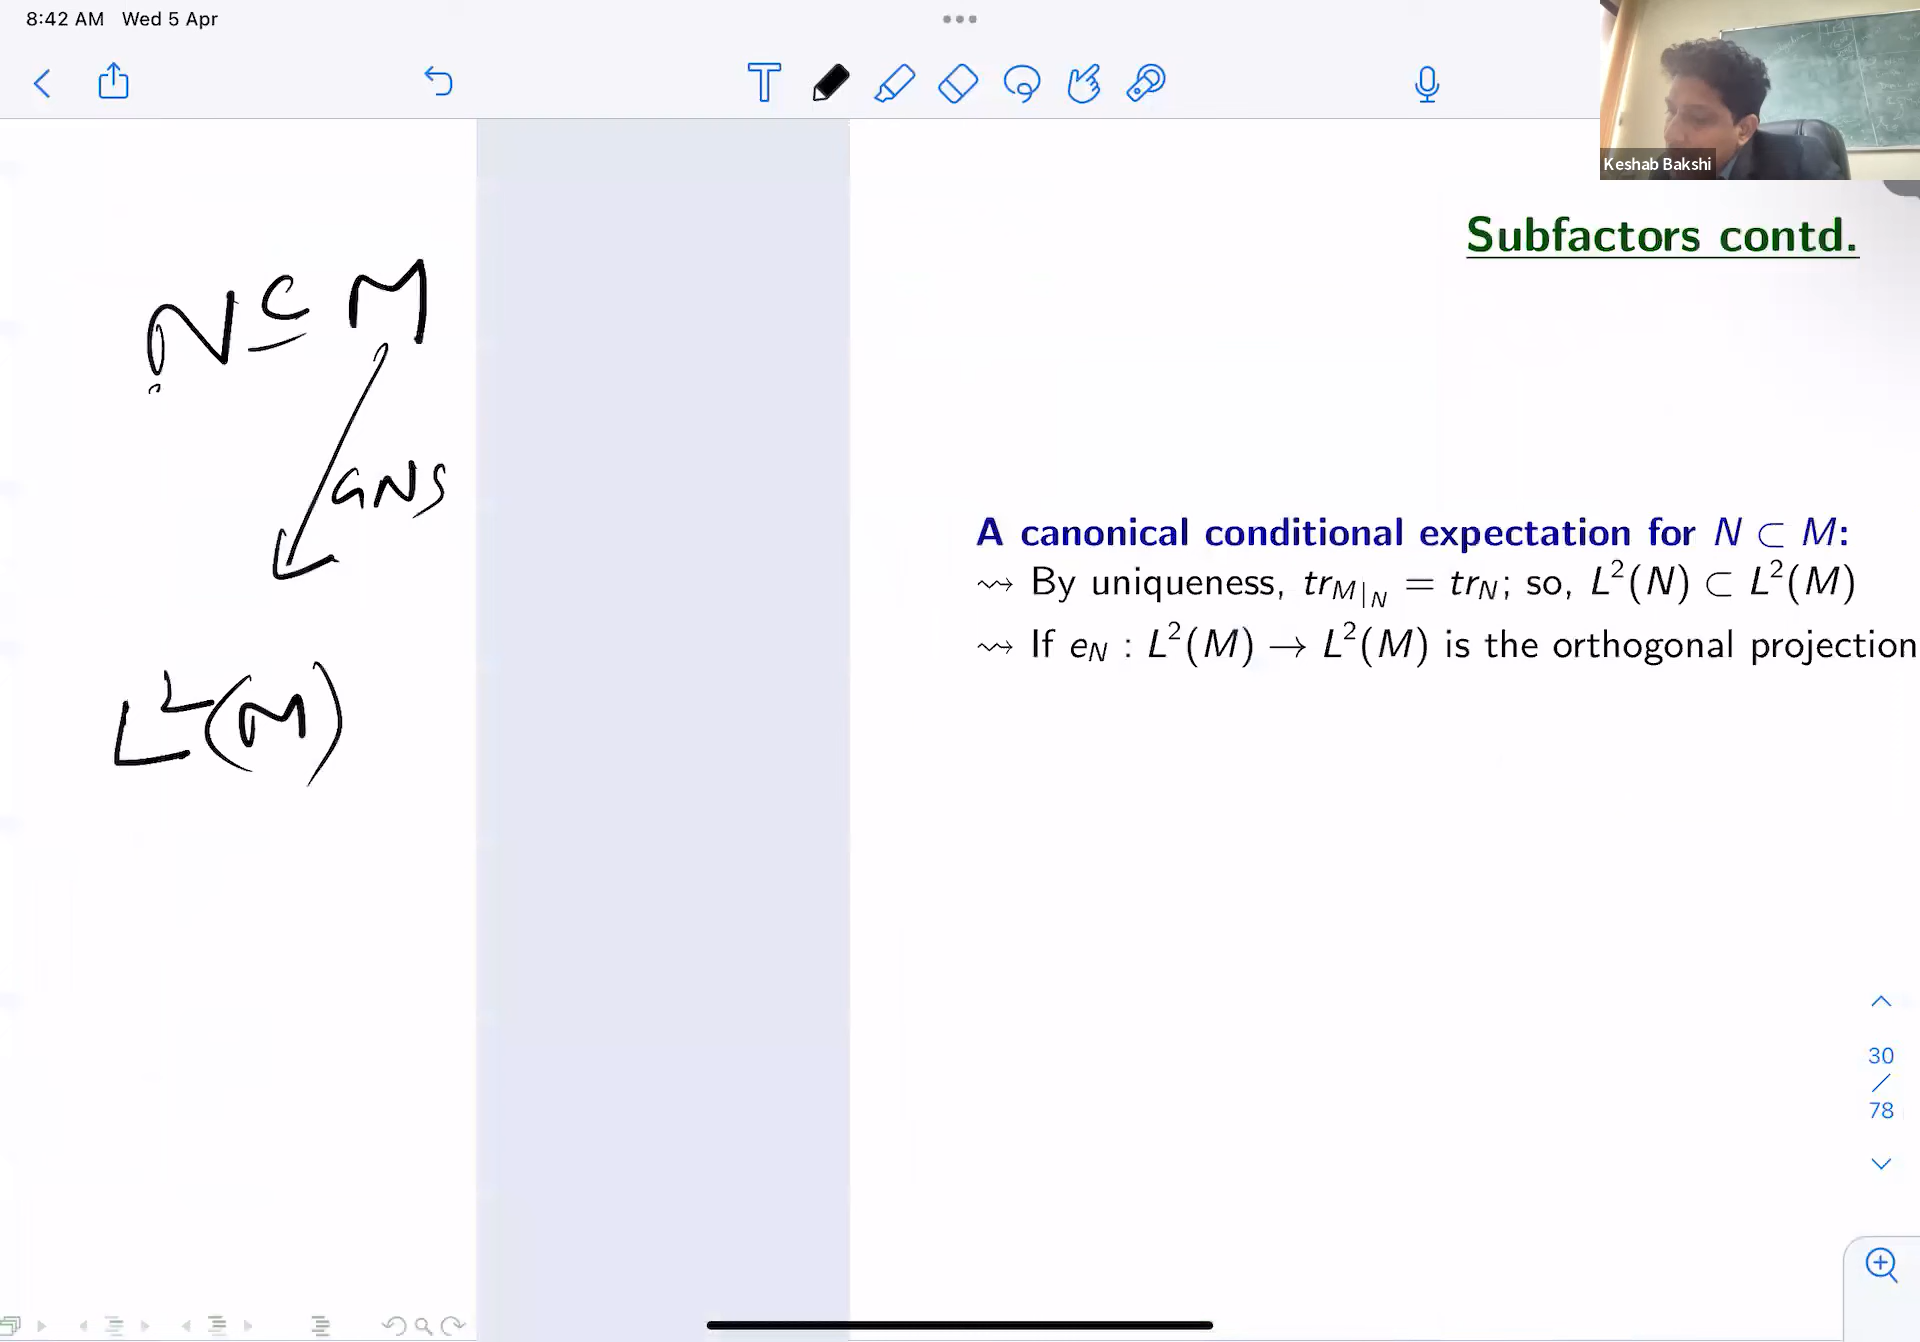 8:42 AM Wed 5 Apr
Keshab Bakshi
Subfactors contd.
N ⊆ M
GNS
L²(M)
A canonical conditional expectation for N ⊂ M:
⇝ By uniqueness, tr_{M|_N} = tr_N; so, L²(N) ⊂ L²(M)
⇝ If e_N : L²(M) → L²(M) is the orthogonal projection
30
/
78